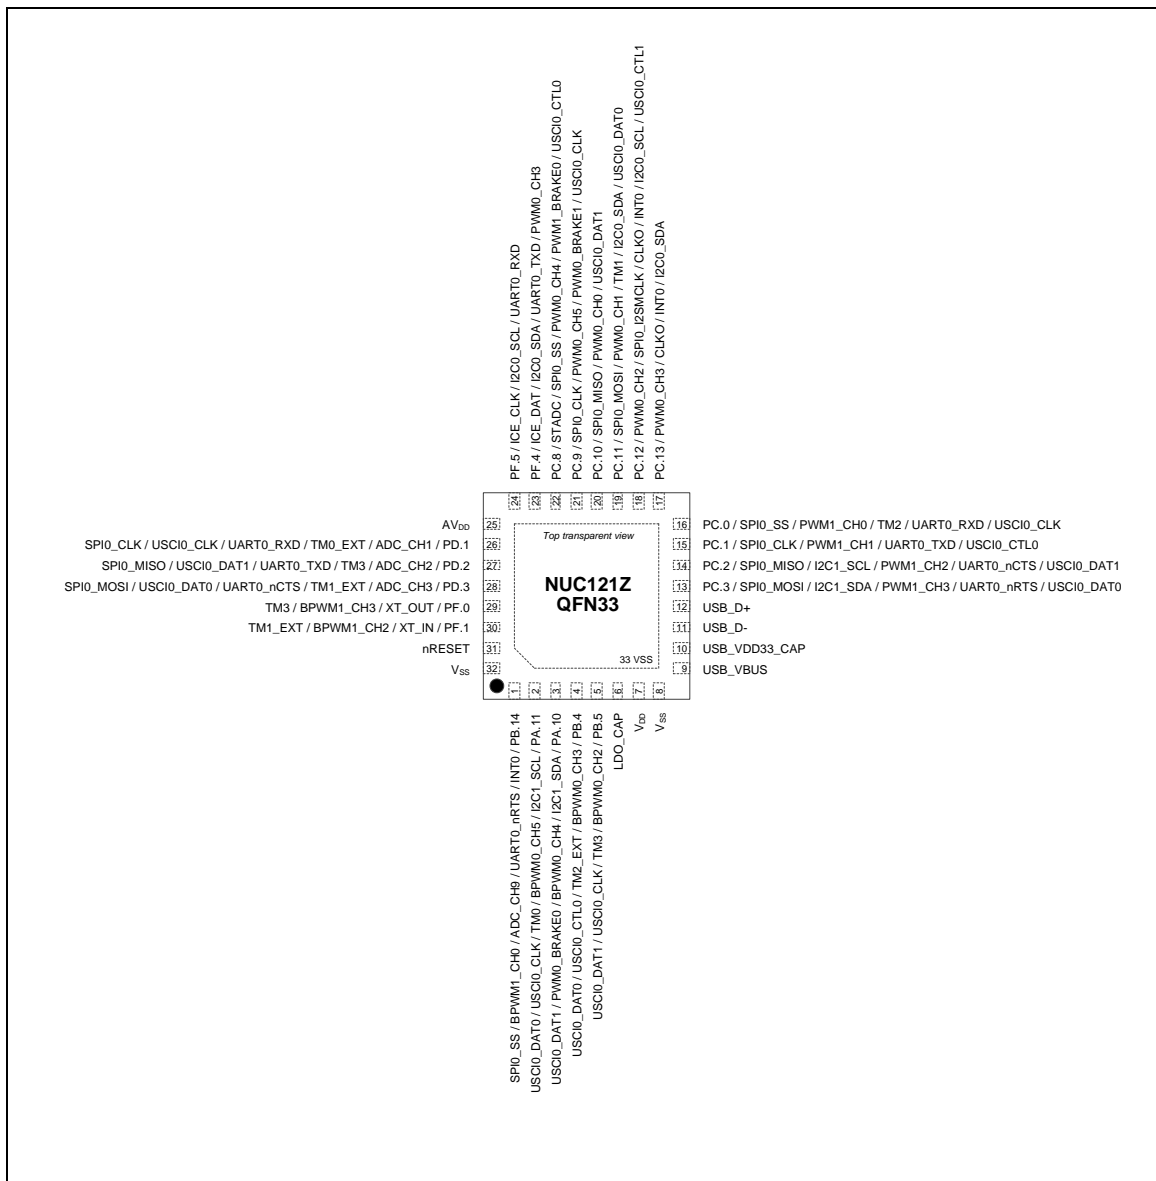 PF.5 / ICE_CLK / I2C0_SCL / UART0_RXD
PF.4 / ICE_DAT / I2C0_SDA / UART0_TXD / PWM0_CH3
PC.8 / STADC / SPI0_SS / PWM0_CH4 / PWM1_BRAKE0 / USCI0_CTL0
PC.9 / SPI0_CLK / PWM0_CH5 / PWM0_BRAKE1 / USCI0_CLK
PC.10 / SPI0_MISO / PWM0_CH0 / USCI0_DAT1
PC.11 / SPI0_MOSI / PWM0_CH1 / TM1 / I2C0_SDA / USCI0_DAT0
PC.12 / PWM0_CH2 / SPI0_I2SMCLK / CLKO / INT0 / I2C0_SCL / USCI0_CTL1
PC.13 / PWM0_CH3 / CLKO / INT0 / I2C0_SDA
24 23 22 21 20 19 18 17
AVDD 25
SPI0_CLK / USCI0_CLK / UART0_RXD / TM0_EXT / ADC_CH1 / PD.1 26
SPI0_MISO / USCI0_DAT1 / UART0_TXD / TM3 / ADC_CH2 / PD.2 27
SPI0_MOSI / USCI0_DAT0 / UART0_nCTS / TM1_EXT / ADC_CH3 / PD.3 28
TM3 / BPWM1_CH3 / XT_OUT / PF.0 29
TM1_EXT / BPWM1_CH2 / XT_IN / PF.1 30
nRESET 31
VSS 32
Top transparent view
NUC121Z
QFN33
33 VSS
16 PC.0 / SPI0_SS / PWM1_CH0 / TM2 / UART0_RXD / USCI0_CLK
15 PC.1 / SPI0_CLK / PWM1_CH1 / UART0_TXD / USCI0_CTL0
14 PC.2 / SPI0_MISO / I2C1_SCL / PWM1_CH2 / UART0_nCTS / USCI0_DAT1
13 PC.3 / SPI0_MOSI / I2C1_SDA / PWM1_CH3 / UART0_nRTS / USCI0_DAT0
12 USB_D+
11 USB_D-
10 USB_VDD33_CAP
9 USB_VBUS
1 2 3 4 5 6 7 8
SPI0_SS / BPWM1_CH0 / ADC_CH9 / UART0_nRTS / INT0 / PB.14
USCI0_DAT0 / USCI0_CLK / TM0 / BPWM0_CH5 / I2C1_SCL / PA.11
USCI0_DAT1 / PWM0_BRAKE0 / BPWM0_CH4 / I2C1_SDA / PA.10
USCI0_DAT0 / USCI0_CTL0 / TM2_EXT / BPWM0_CH3 / PB.4
USCI0_DAT1 / USCI0_CLK / TM3 / BPWM0_CH2 / PB.5
LDO_CAP
VDD
VSS